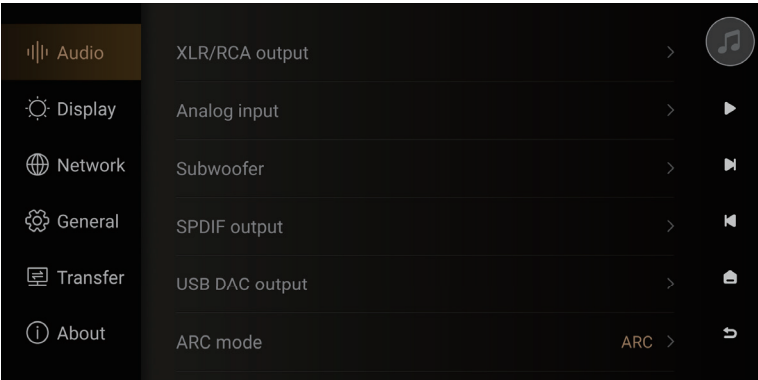 Audio
Display
Network
General
Transfer
About
XLR/RCA output
Analog input
Subwoofer
SPDIF output
USB DAC output
ARC mode
ARC